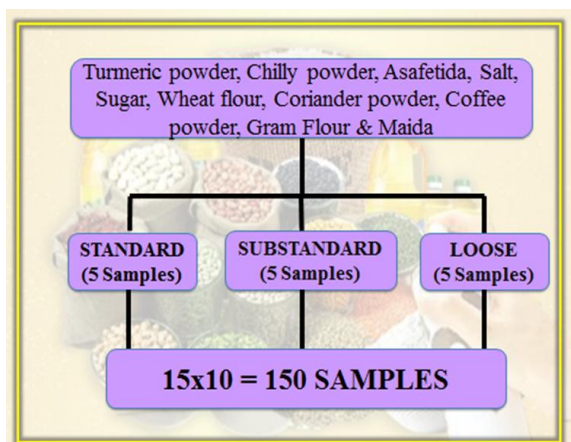 Turmeric powder, Chilly powder, Asafetida, Salt,
Sugar, Wheat flour, Coriander powder, Coffee
powder, Gram Flour & Maida
STANDARD
(5 Samples)
SUBSTANDARD
(5 Samples)
LOOSE
(5 Samples)
15x10 = 150 SAMPLES